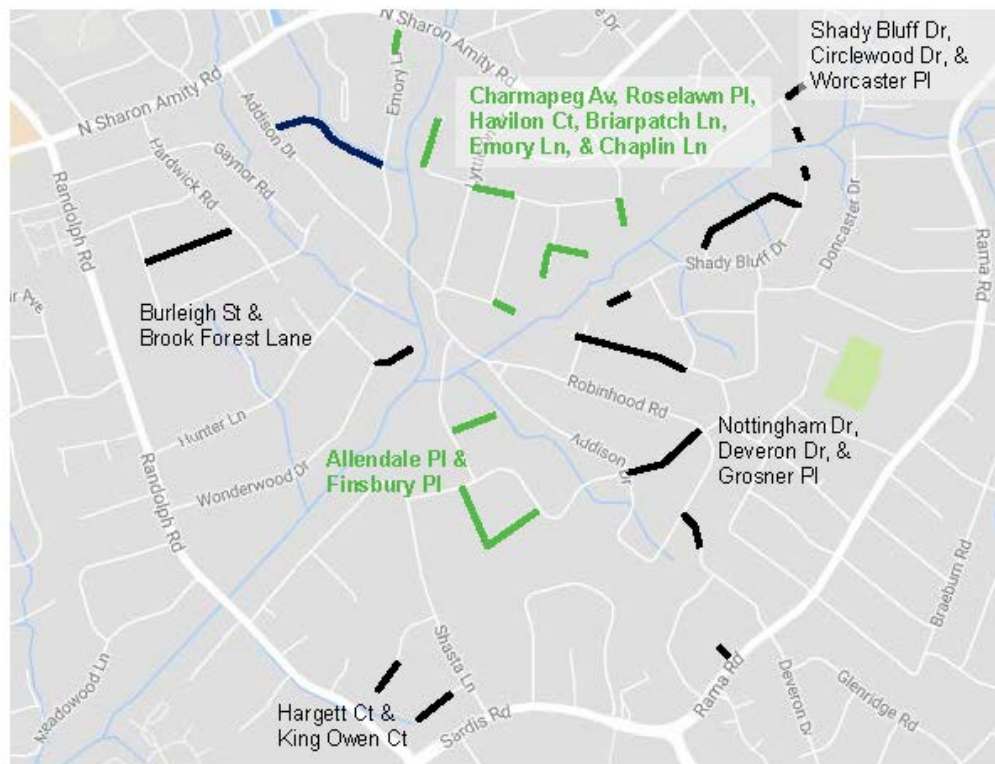 N Sharon Amity Rd
Shady Bluff Dr,
Circlewood Dr, &
Worcaster Pl
N Sharon Amity Rd
Emory Ln
Addison Dr
Charmapeg Av, Roselawn Pl,
Havilon Ct, Briarpatch Ln,
Emory Ln, & Chaplin Ln
Hardwick Rd
Gaynor Rd
Randolph Rd
Doncaster Dr
Rama Rd
Shady Bluff Dr
Ave
Burleigh St &
Brook Forest Lane
Robinhood Rd
Hunter Ln
Addison Dr
Nottingham Dr,
Deveron Dr, &
Grosner Pl
Allendale Pl &
Finsbury Pl
Wonderwood Dr
Randolph Rd
Braeburn Rd
Shasta Ln
Meadowood Ln
Rama Rd
Deveron Dr
Glenridge Rd
Hargett Ct &
King Owen Ct
Sardis Rd